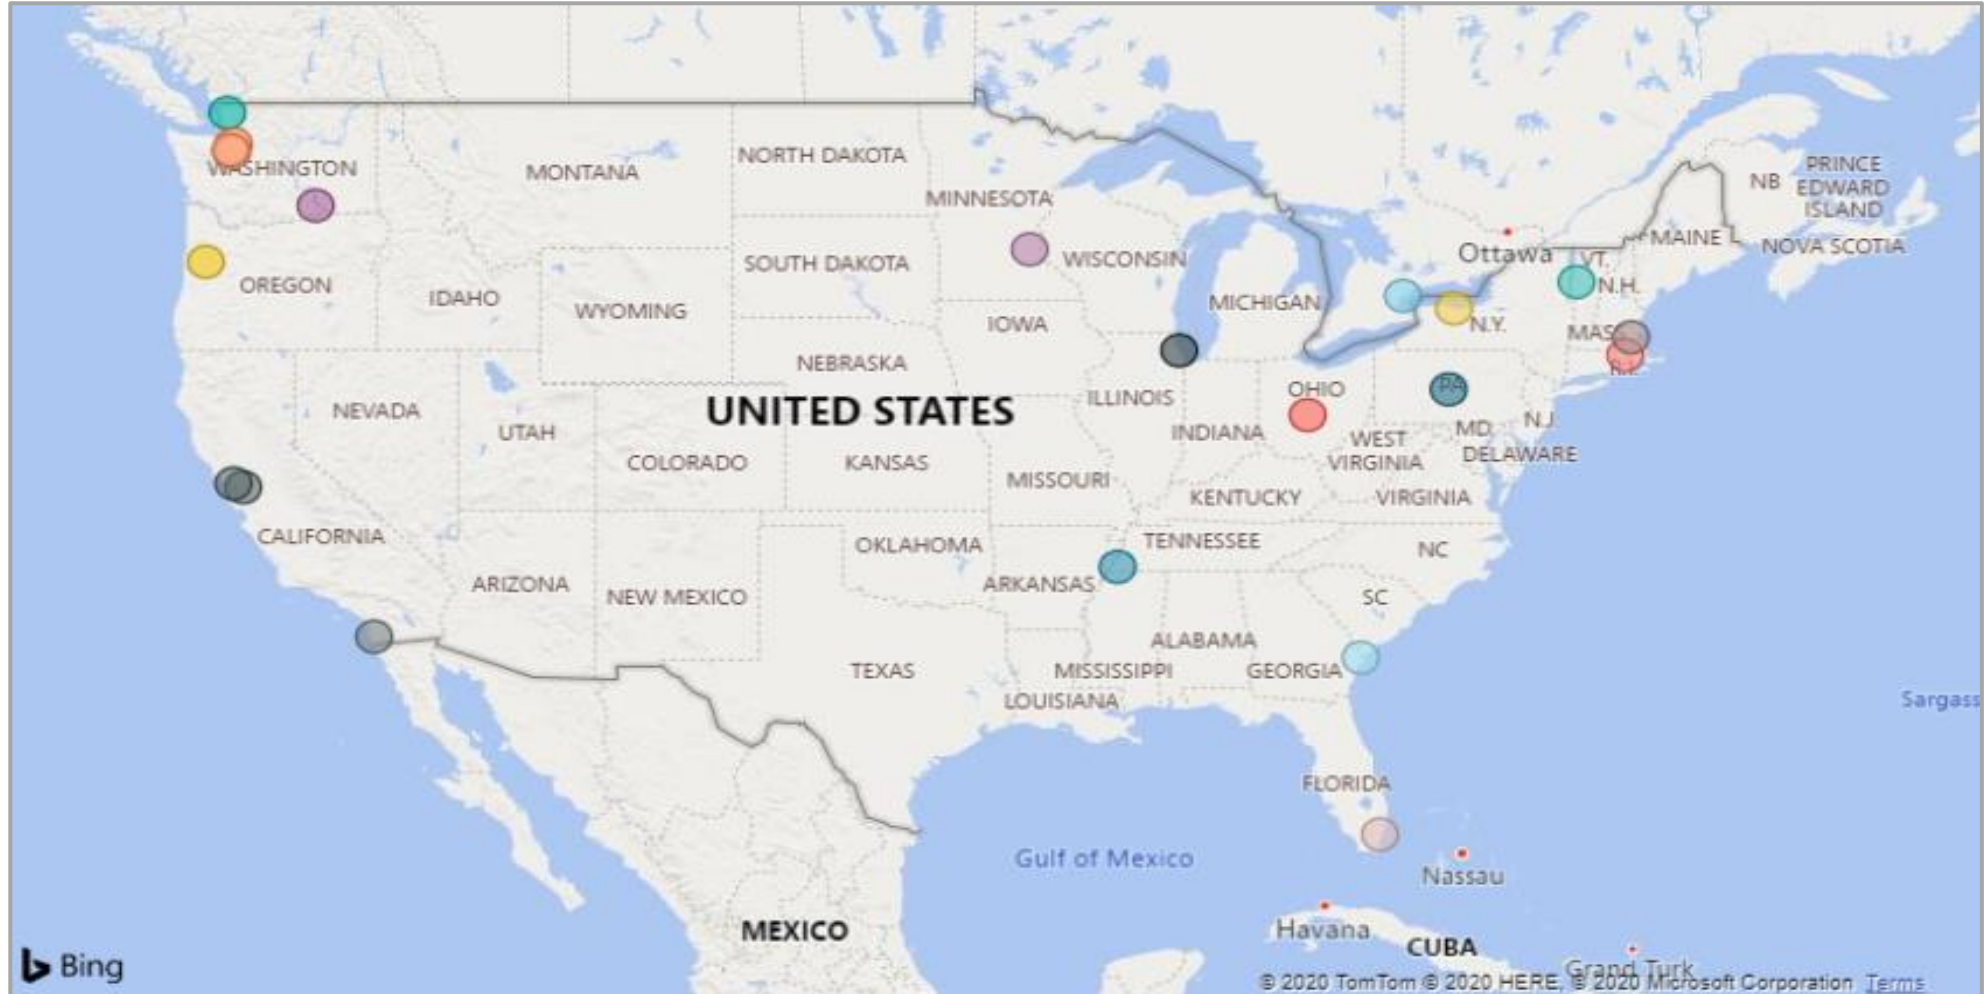 WASHINGTON
MONTANA
NORTH DAKOTA
MINNESOTA
NB
PRINCE
EDWARD
ISLAND
OREGON
IDAHO
WYOMING
SOUTH DAKOTA
WISCONSIN
MICHIGAN
Ottawa
MAINE
NOVA SCOTIA
VT.
N.H.
N.Y.
IOWA
NEBRASKA
NEVADA
UTAH
UNITED STATES
ILLINOIS
INDIANA
OHIO
PA
MD
N.J.
DELAWARE
COLORADO
KANSAS
MISSOURI
WEST
VIRGINIA
KENTUCKY
VIRGINIA
CALIFORNIA
ARIZONA
NEW MEXICO
OKLAHOMA
ARKANSAS
TENNESSEE
NC
SC
TEXAS
ALABAMA
MISSISSIPPI
GEORGIA
LOUISIANA
Sargass
FLORIDA
Gulf of Mexico
Nassau
MEXICO
Havana
CUBA
Grand Turk
Bing
© 2020 TomTom © 2020 HERE, © 2020 Microsoft Corporation Terms